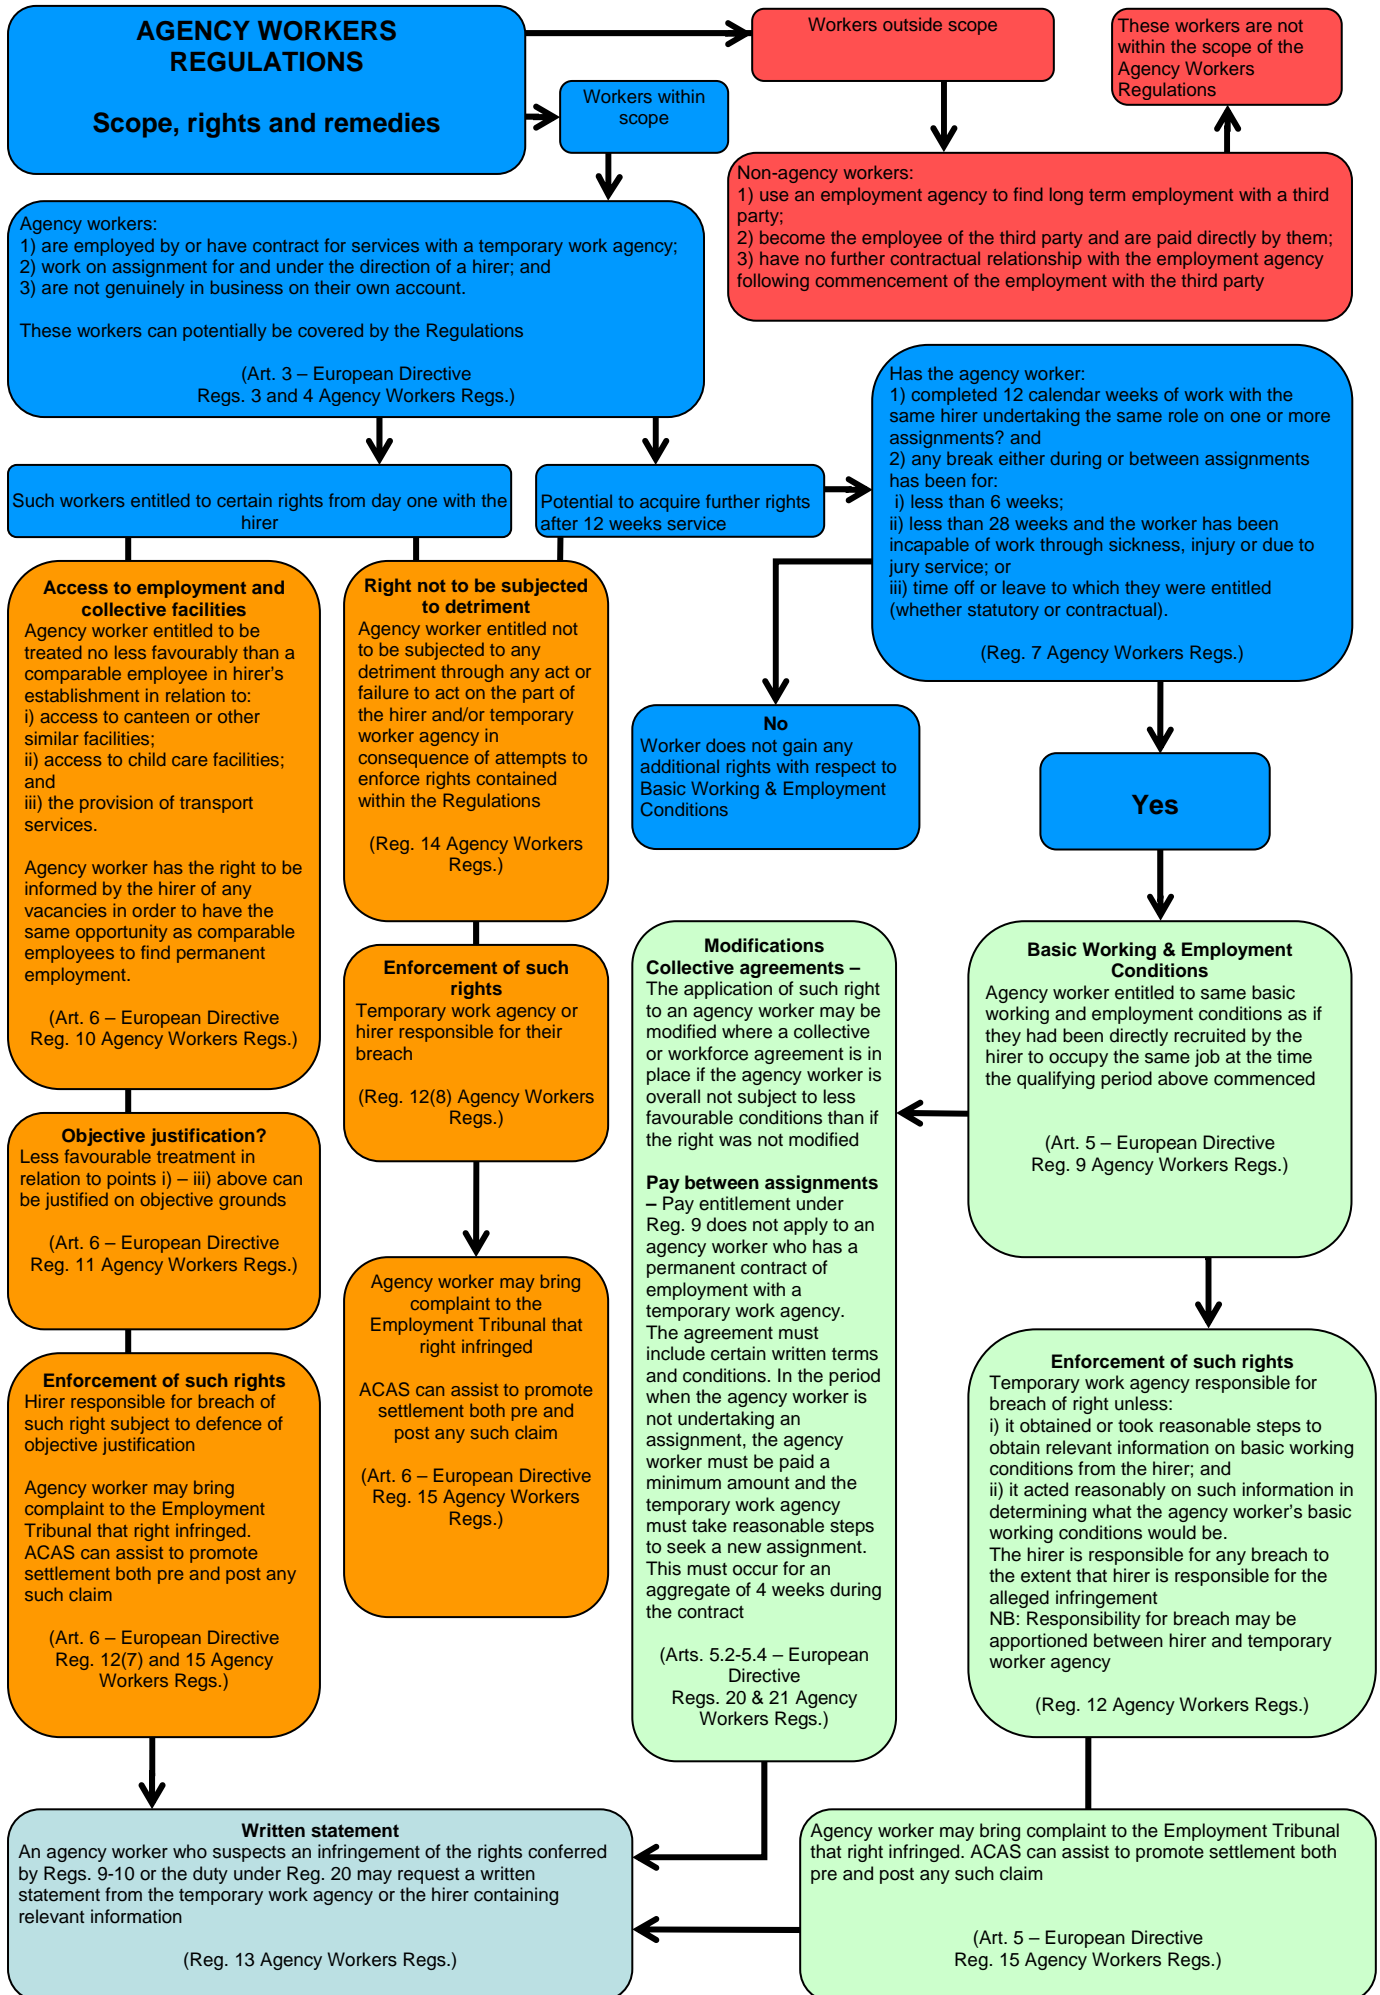 AGENCY WORKERS
REGULATIONS
Scope, rights and remedies
Workers outside scope
These workers are not
within the scope of the
Agency Workers
Regulations
Workers within
scope
Non-agency workers:
1) use an employment agency to find long term employment with a third
party;
2) become the employee of the third party and are paid directly by them;
3) have no further contractual relationship with the employment agency
following commencement of the employment with the third party
Agency workers:
1) are employed by or have contract for services with a temporary work agency;
2) work on assignment for and under the direction of a hirer; and
3) are not genuinely in business on their own account.
These workers can potentially be covered by the Regulations
(Art. 3 – European Directive
Regs. 3 and 4 Agency Workers Regs.)
Has the agency worker:
1) completed 12 calendar weeks of work with the
same hirer undertaking the same role on one or more
assignments? and
2) any break either during or between assignments
has been for:
i) less than 6 weeks;
ii) less than 28 weeks and the worker has been
incapable of work through sickness, injury or due to
jury service; or
iii) time off or leave to which they were entitled
(whether statutory or contractual).
(Reg. 7 Agency Workers Regs.)
Such workers entitled to certain rights from day one with the
hirer
Potential to acquire further rights
after 12 weeks service
Access to employment and
collective facilities
Agency worker entitled to be
treated no less favourably than a
comparable employee in hirer's
establishment in relation to:
i) access to canteen or other
similar facilities;
ii) access to child care facilities;
and
iii) the provision of transport
services.
Agency worker has the right to be
informed by the hirer of any
vacancies in order to have the
same opportunity as comparable
employees to find permanent
employment.
(Art. 6 – European Directive
Reg. 10 Agency Workers Regs.)
Right not to be subjected
to detriment
Agency worker entitled not
to be subjected to any
detriment through any act or
failure to act on the part of
the hirer and/or temporary
worker agency in
consequence of attempts to
enforce rights contained
within the Regulations
(Reg. 14 Agency Workers
Regs.)
No
Worker does not gain any
additional rights with respect to
Basic Working & Employment
Conditions
Yes
Enforcement of such
rights
Temporary work agency or
hirer responsible for their
breach
(Reg. 12(8) Agency Workers
Regs.)
Modifications
Collective agreements –
The application of such right
to an agency worker may be
modified where a collective
or workforce agreement is in
place if the agency worker is
overall not subject to less
favourable conditions than if
the right was not modified
Pay between assignments
– Pay entitlement under
Reg. 9 does not apply to an
agency worker who has a
permanent contract of
employment with a
temporary work agency.
The agreement must
include certain written terms
and conditions. In the period
when the agency worker is
not undertaking an
assignment, the agency
worker must be paid a
minimum amount and the
temporary work agency
must take reasonable steps
to seek a new assignment.
This must occur for an
aggregate of 4 weeks during
the contract
(Arts. 5.2-5.4 – European
Directive
Regs. 20 & 21 Agency
Workers Regs.)
Basic Working & Employment
Conditions
Agency worker entitled to same basic
working and employment conditions as if
they had been directly recruited by the
hirer to occupy the same job at the time
the qualifying period above commenced
(Art. 5 – European Directive
Reg. 9 Agency Workers Regs.)
Objective justification?
Less favourable treatment in
relation to points i) – iii) above can
be justified on objective grounds
(Art. 6 – European Directive
Reg. 11 Agency Workers Regs.)
Agency worker may bring
complaint to the
Employment Tribunal that
right infringed
ACAS can assist to promote
settlement both pre and
post any such claim
(Art. 6 – European Directive
Reg. 15 Agency Workers
Regs.)
Enforcement of such rights
Temporary work agency responsible for
breach of right unless:
i) it obtained or took reasonable steps to
obtain relevant information on basic working
conditions from the hirer; and
ii) it acted reasonably on such information in
determining what the agency worker's basic
working conditions would be.
The hirer is responsible for any breach to
the extent that hirer is responsible for the
alleged infringement
NB: Responsibility for breach may be
apportioned between hirer and temporary
worker agency
(Reg. 12 Agency Workers Regs.)
Enforcement of such rights
Hirer responsible for breach of
such right subject to defence of
objective justification
Agency worker may bring
complaint to the Employment
Tribunal that right infringed.
ACAS can assist to promote
settlement both pre and post any
such claim
(Art. 6 – European Directive
Reg. 12(7) and 15 Agency
Workers Regs.)
Written statement
An agency worker who suspects an infringement of the rights conferred
by Regs. 9-10 or the duty under Reg. 20 may request a written
statement from the temporary work agency or the hirer containing
relevant information
(Reg. 13 Agency Workers Regs.)
Agency worker may bring complaint to the Employment Tribunal
that right infringed. ACAS can assist to promote settlement both
pre and post any such claim
(Art. 5 – European Directive
Reg. 15 Agency Workers Regs.)